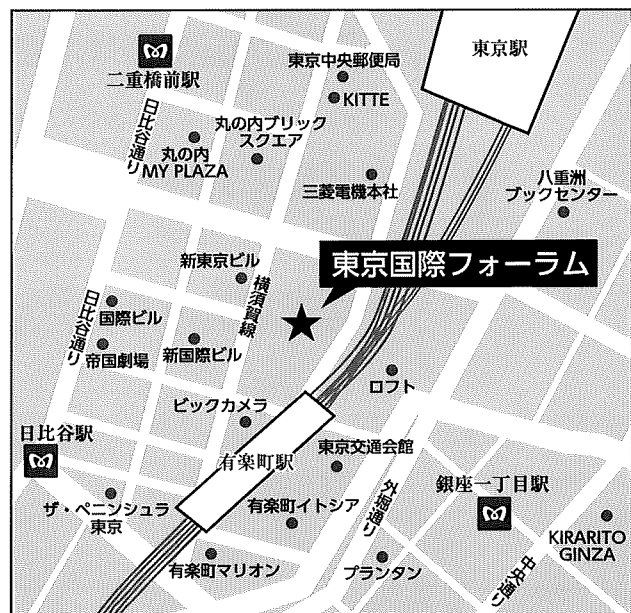 東京駅
東京中央郵便局
KITTE
二重橋前駅
日比谷通り
丸の内ブリック
スクエア
丸の内
MY PLAZA
三菱電機本社
八重洲
ブックセンター
東京国際フォーラム
新東京ビル
横須賀線
日比谷通り
国際ビル
帝国劇場
新国際ビル
ロフト
ビックカメラ
日比谷駅
有楽町駅
東京交通会館
外堀通り
銀座一丁目駅
ザ・ペニンシュラ
東京
有楽町イトシア
KIRARITO
GINZA
有楽町マリオン
プランタン
中央通り